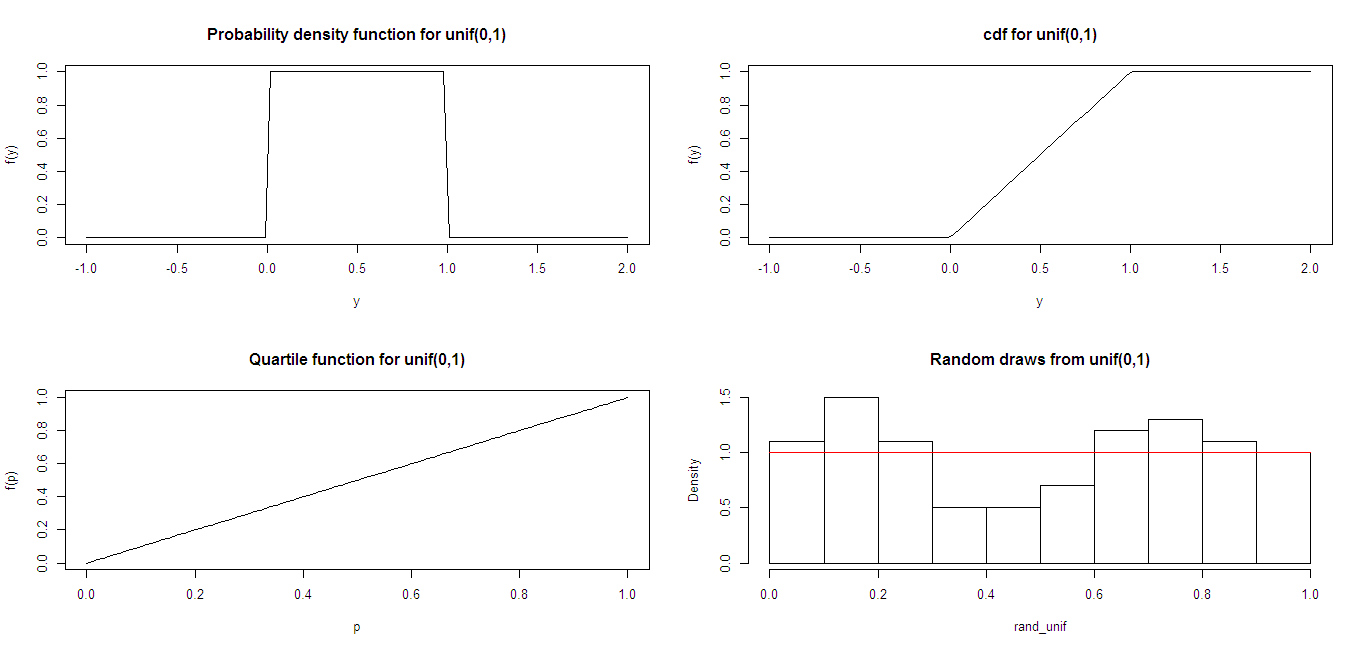 Probability density function for unif(0,1)
f(y)
1.0
0.8
0.6
0.4
0.2
0.0
-1.0 -0.5 0.0 0.5 1.0 1.5 2.0
y
cdf for unif(0,1)
f(y)
1.0
0.8
0.6
0.4
0.2
0.0
-1.0 -0.5 0.0 0.5 1.0 1.5 2.0
y
Quartile function for unif(0,1)
f(p)
1.0
0.8
0.6
0.4
0.2
0.0
0.0 0.2 0.4 0.6 0.8 1.0
p
Random draws from unif(0,1)
Density
1.5
1.0
0.5
0.0
0.0 0.2 0.4 0.6 0.8 1.0
rand_unif